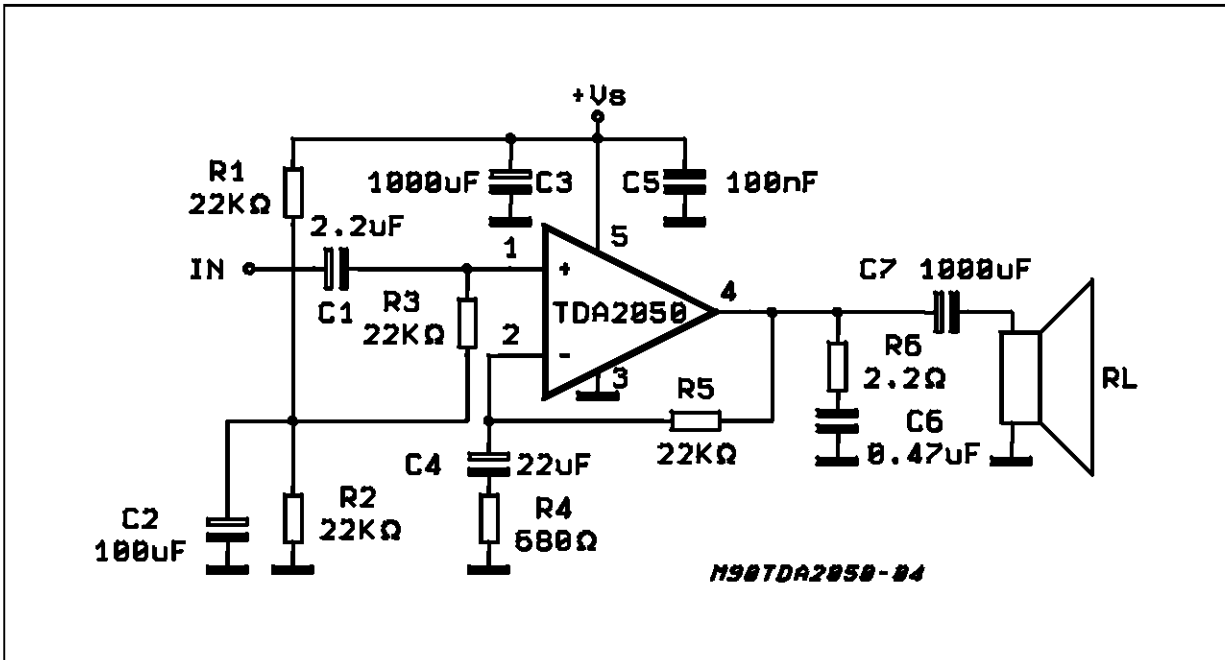 +Vs
R1
22KΩ
1000uF
C3
C5
100nF
2.2uF
IN
C1
R3
22KΩ
1
+
5
TDA2050
2
-
3
4
C7 1000uF
R5
22KΩ
R6
2.2Ω
C6
0.47uF
RL
C4
22uF
R4
680Ω
C2
100uF
R2
22KΩ
M90TDA2050-04